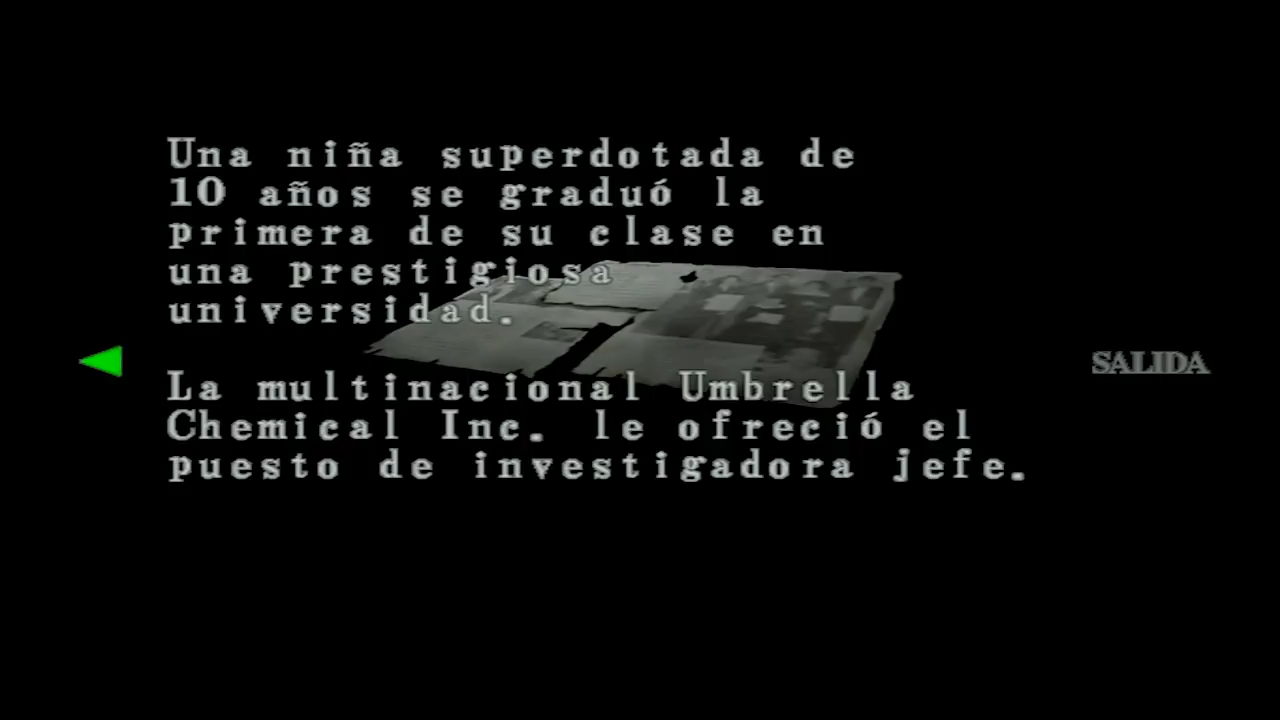 Una niña superdotada de
10 años se graduó la
primera de su clase en
una prestigiosa
universidad.
La multinacional Umbrella
Chemical Inc. le ofreció el
puesto de investigadora jefe.
SALIDA